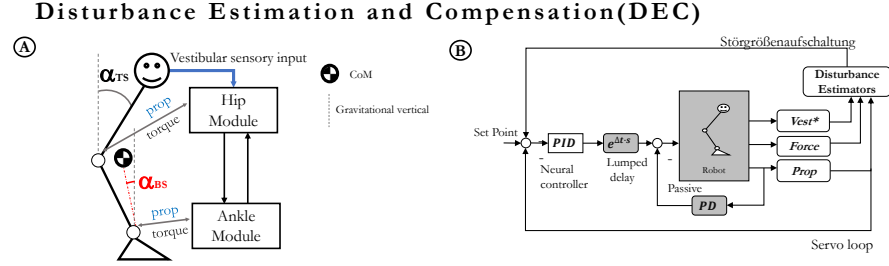 Disturbance Estimation and Compensation(DEC)
A
Vestibular sensory input
αTS
CoM
Gravitational vertical
prop
torque
Hip
Module
αBS
prop
torque
Ankle
Module
B
Störgrößenaufschaltung
Disturbance
Estimators
Set Point
-
PID
e^Δt·s
-
Neural
controller
Lumped
delay
Passive
Robot
Vest*
Force
Prop
PD
Servo loop